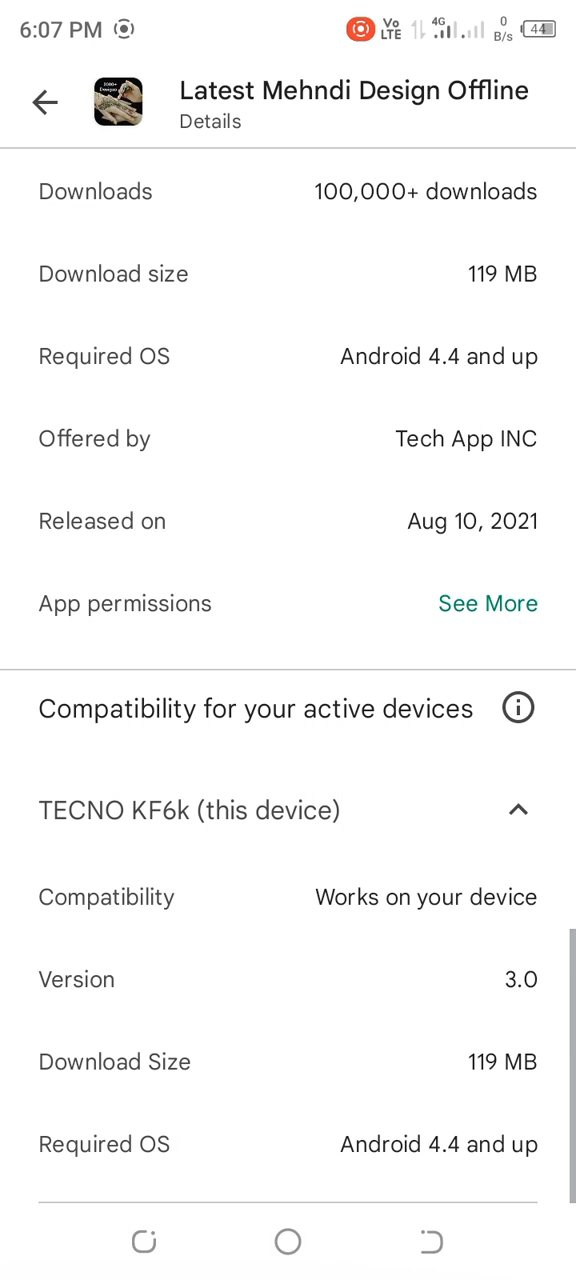 6:07 PM
Vo LTE 4G 0 B/s 44
Latest Mehndi Design Offline
Details
Downloads 100,000+ downloads
Download size 119 MB
Required OS Android 4.4 and up
Offered by Tech App INC
Released on Aug 10, 2021
App permissions See More
Compatibility for your active devices
TECNO KF6k (this device)
Compatibility Works on your device
Version 3.0
Download Size 119 MB
Required OS Android 4.4 and up